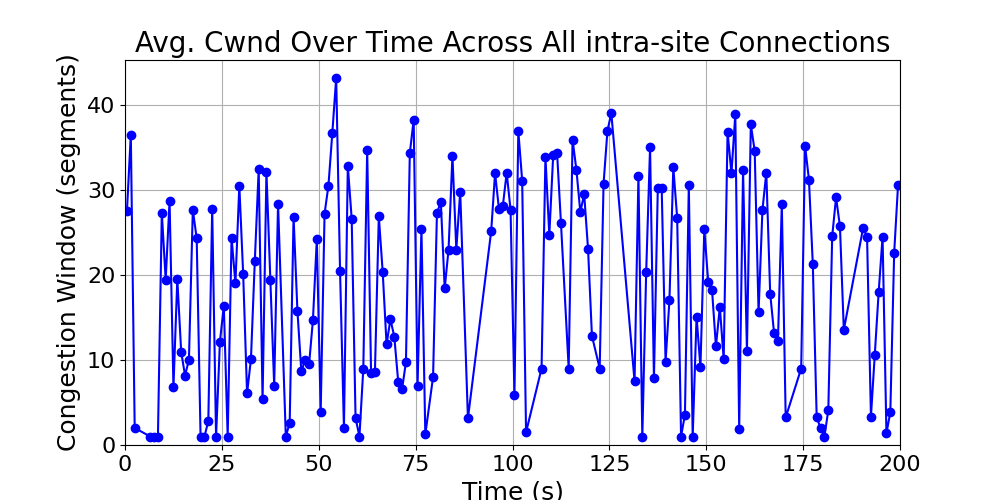 Avg. Cwnd Over Time Across All intra-site Connections
Congestion Window (segments)
40
30
20
10
0
0 25 50 75 100 125 150 175 200
Time (s)